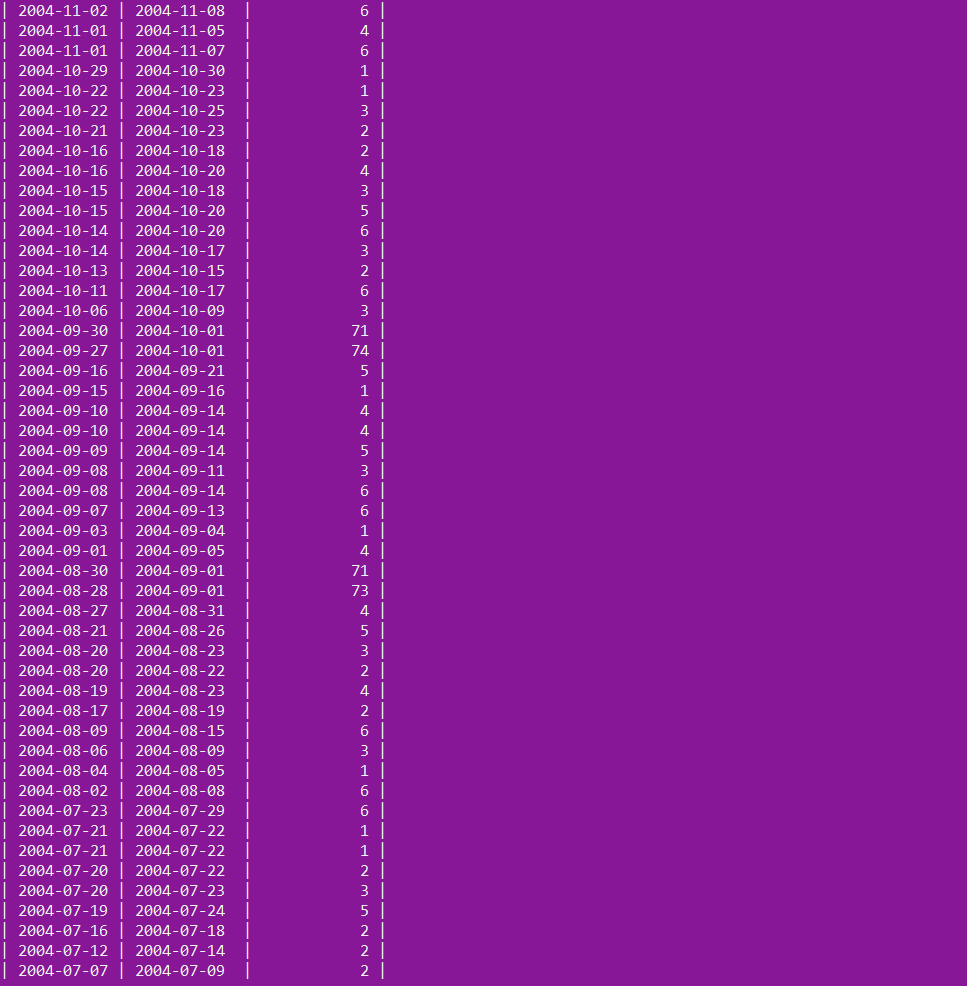 | 2004-11-02 | 2004-11-08  |           6 |
| 2004-11-01 | 2004-11-05  |           4 |
| 2004-11-01 | 2004-11-07  |           6 |
| 2004-10-29 | 2004-10-30  |           1 |
| 2004-10-22 | 2004-10-23  |           1 |
| 2004-10-22 | 2004-10-25  |           3 |
| 2004-10-21 | 2004-10-23  |           2 |
| 2004-10-16 | 2004-10-18  |           2 |
| 2004-10-16 | 2004-10-20  |           4 |
| 2004-10-15 | 2004-10-18  |           3 |
| 2004-10-15 | 2004-10-20  |           5 |
| 2004-10-14 | 2004-10-20  |           6 |
| 2004-10-14 | 2004-10-17  |           3 |
| 2004-10-13 | 2004-10-15  |           2 |
| 2004-10-11 | 2004-10-17  |           6 |
| 2004-10-06 | 2004-10-09  |           3 |
| 2004-09-30 | 2004-10-01  |          71 |
| 2004-09-27 | 2004-10-01  |          74 |
| 2004-09-16 | 2004-09-21  |           5 |
| 2004-09-15 | 2004-09-16  |           1 |
| 2004-09-10 | 2004-09-14  |           4 |
| 2004-09-10 | 2004-09-14  |           4 |
| 2004-09-09 | 2004-09-14  |           5 |
| 2004-09-08 | 2004-09-11  |           3 |
| 2004-09-08 | 2004-09-14  |           6 |
| 2004-09-07 | 2004-09-13  |           6 |
| 2004-09-03 | 2004-09-04  |           1 |
| 2004-09-01 | 2004-09-05  |           4 |
| 2004-08-30 | 2004-09-01  |          71 |
| 2004-08-28 | 2004-09-01  |          73 |
| 2004-08-27 | 2004-08-31  |           4 |
| 2004-08-21 | 2004-08-26  |           5 |
| 2004-08-20 | 2004-08-23  |           3 |
| 2004-08-20 | 2004-08-22  |           2 |
| 2004-08-19 | 2004-08-23  |           4 |
| 2004-08-17 | 2004-08-19  |           2 |
| 2004-08-09 | 2004-08-15  |           6 |
| 2004-08-06 | 2004-08-09  |           3 |
| 2004-08-04 | 2004-08-05  |           1 |
| 2004-08-02 | 2004-08-08  |           6 |
| 2004-07-23 | 2004-07-29  |           6 |
| 2004-07-21 | 2004-07-22  |           1 |
| 2004-07-21 | 2004-07-22  |           1 |
| 2004-07-20 | 2004-07-22  |           2 |
| 2004-07-20 | 2004-07-23  |           3 |
| 2004-07-19 | 2004-07-24  |           5 |
| 2004-07-16 | 2004-07-18  |           2 |
| 2004-07-12 | 2004-07-14  |           2 |
| 2004-07-07 | 2004-07-09  |           2 |